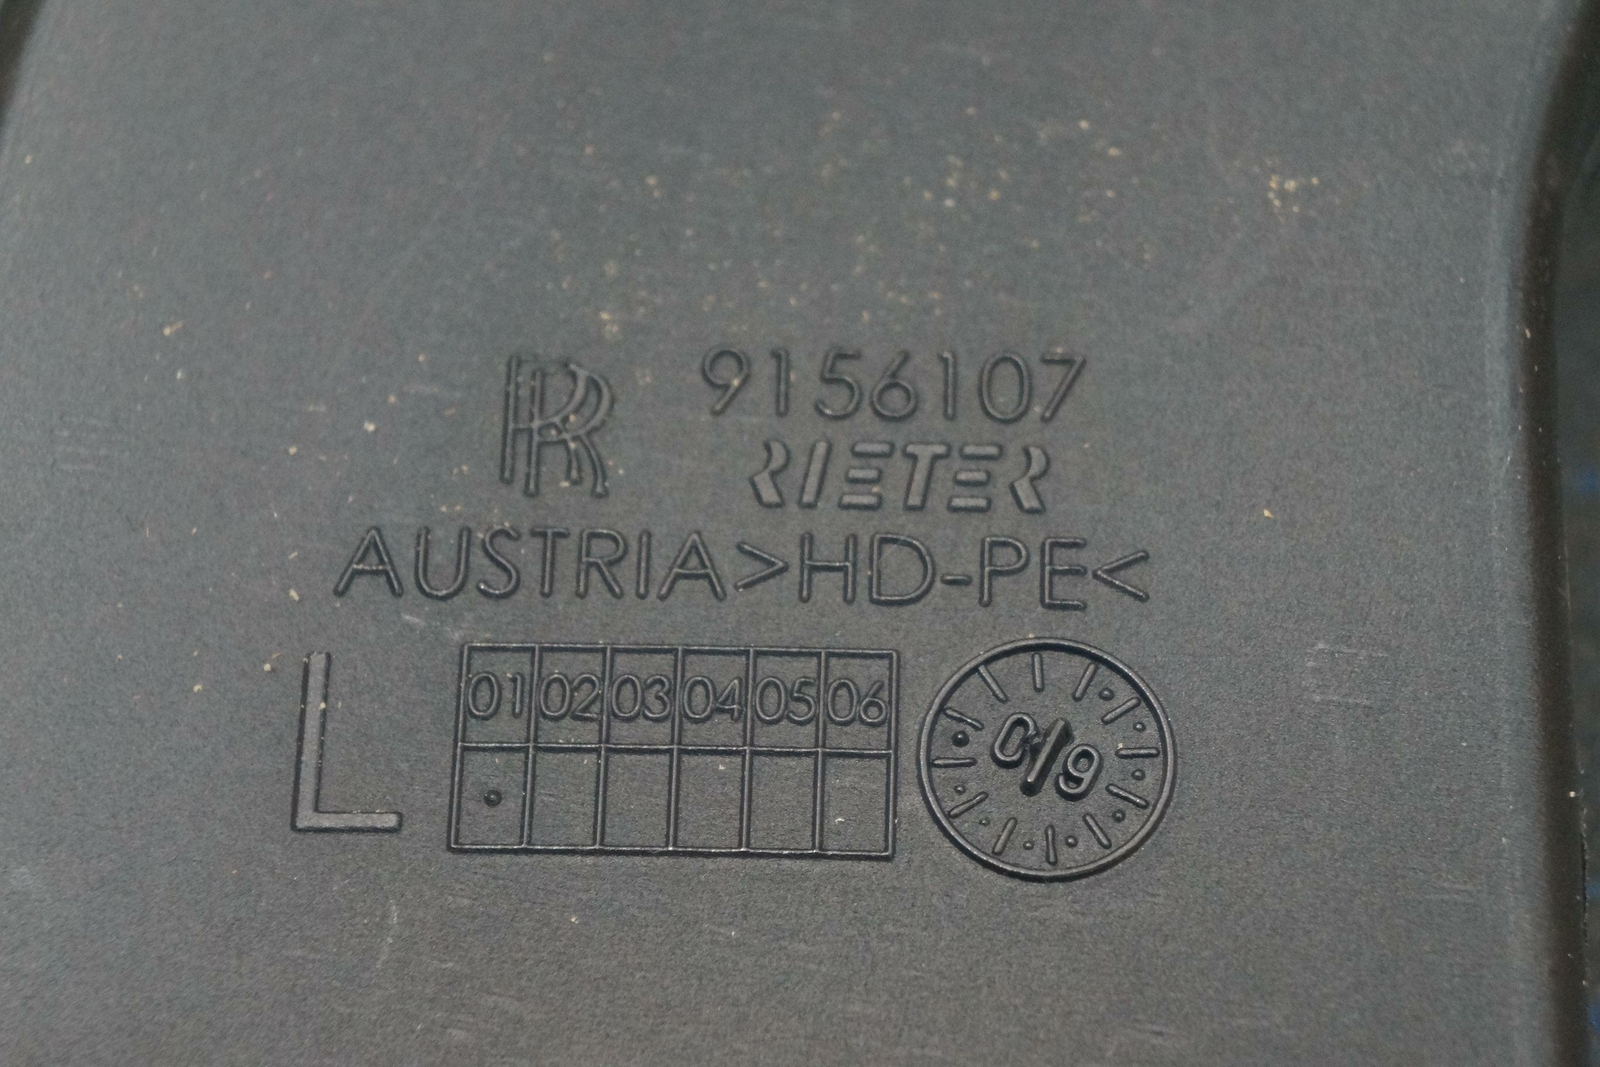 RR 9156107
RIETER
AUSTRIA>HD-PE<
L 01 02 03 04 05 06
0/9